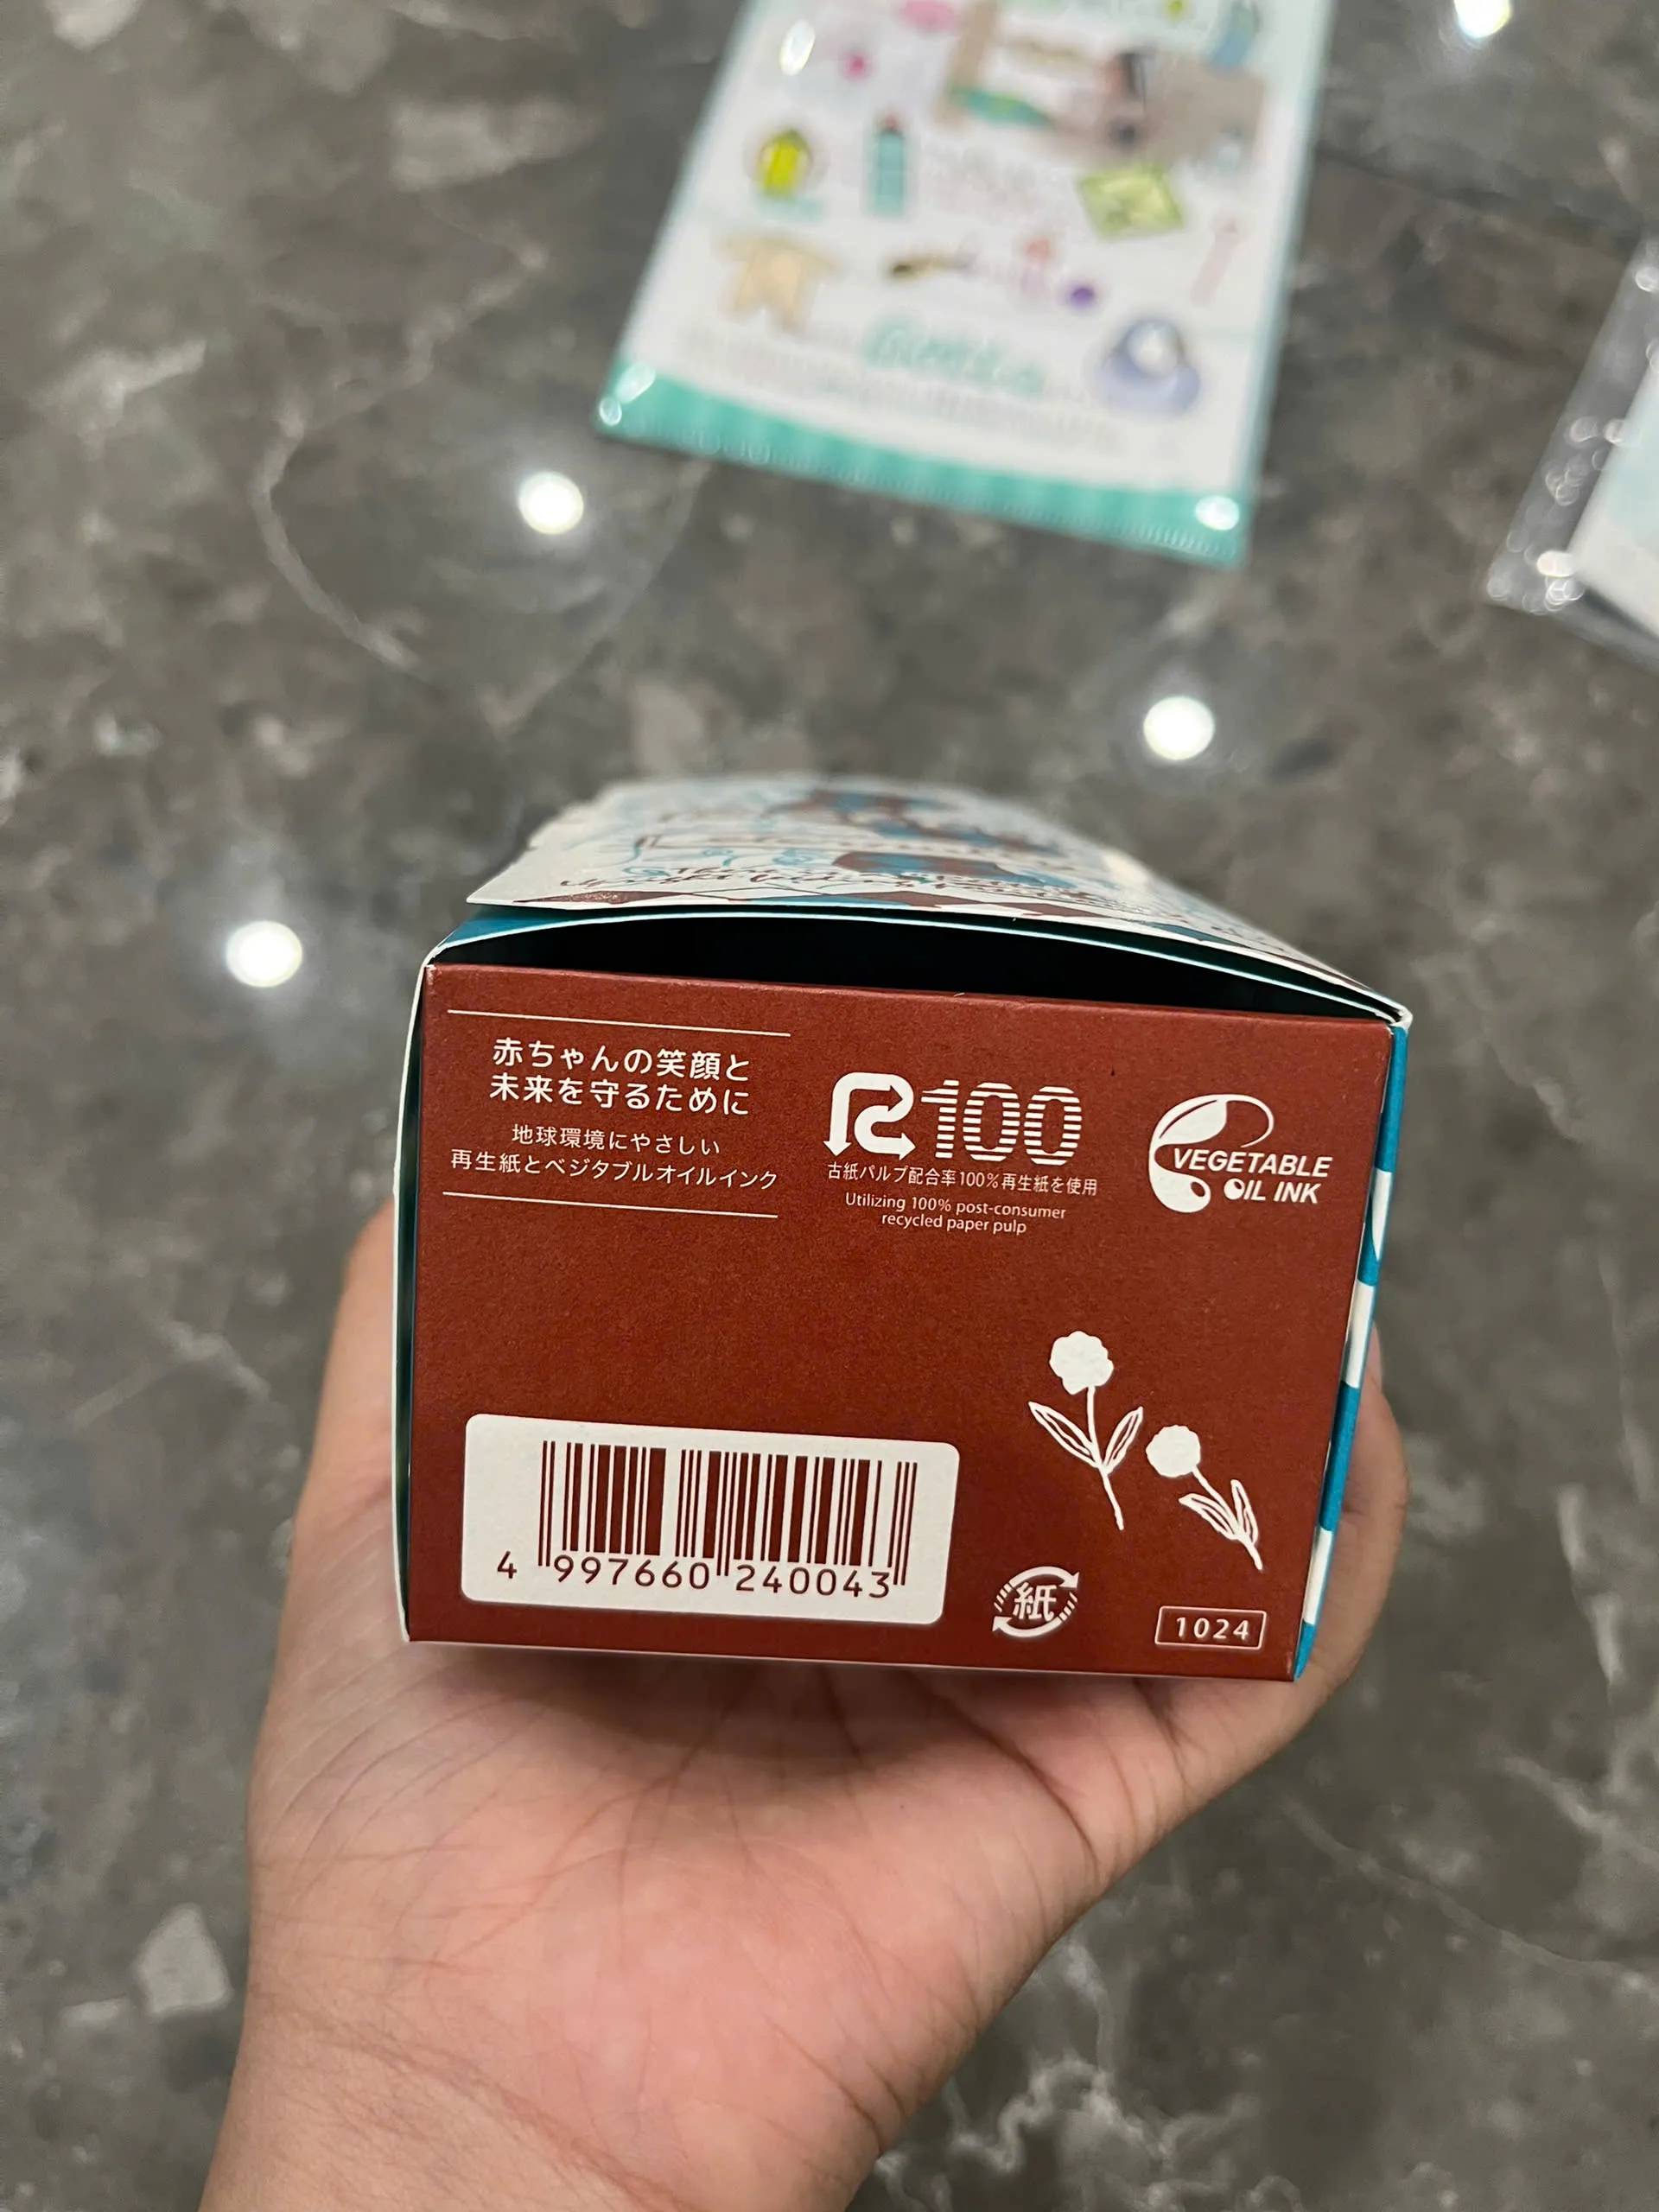 赤ちゃんの笑顔と
未来を守るために
地球環境にやさしい
再生紙とベジタブルオイルインク
R100
古紙パルプ配合率100%再生紙を使用
Utilizing 100% post-consumer
recycled paper pulp
VEGETABLE
OIL INK
4 997660 240043
紙
1024